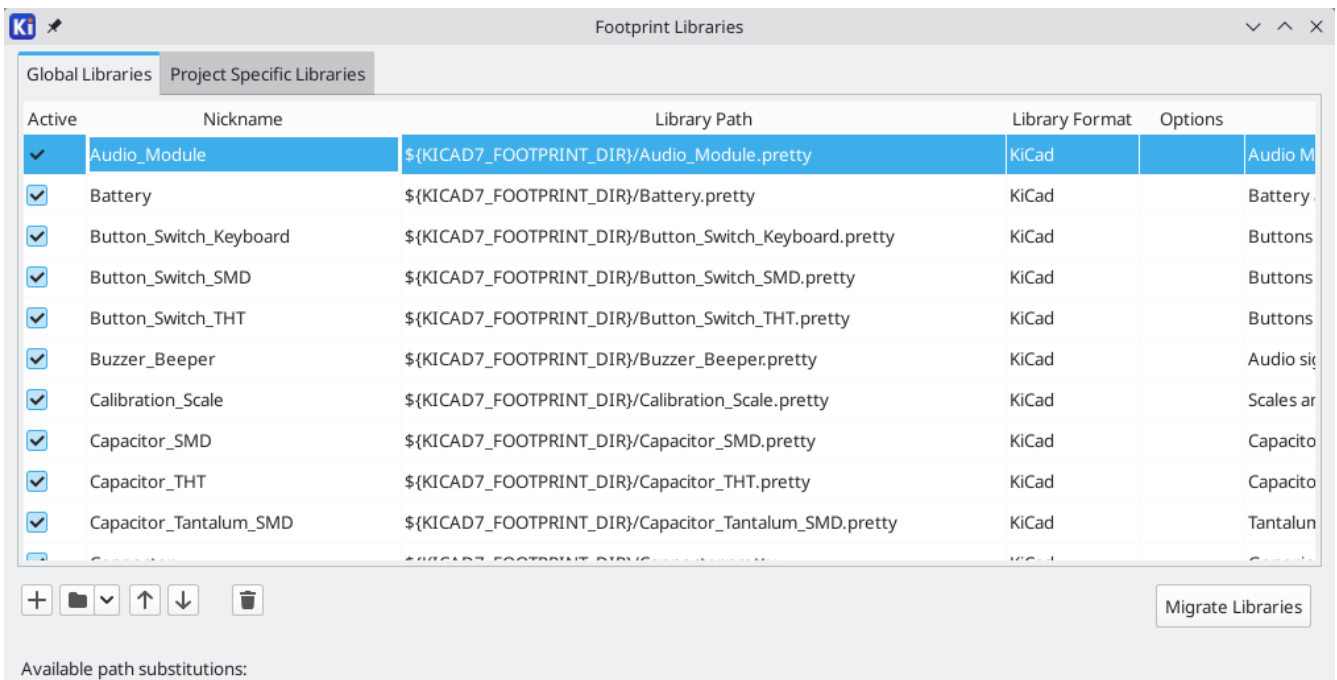 Ki Footprint Libraries
Global Libraries Project Specific Libraries
Active Nickname Library Path Library Format Options
Audio_Module ${KICAD7_FOOTPRINT_DIR}/Audio_Module.pretty KiCad Audio M
Battery ${KICAD7_FOOTPRINT_DIR}/Battery.pretty KiCad Battery
Button_Switch_Keyboard ${KICAD7_FOOTPRINT_DIR}/Button_Switch_Keyboard.pretty KiCad Buttons
Button_Switch_SMD ${KICAD7_FOOTPRINT_DIR}/Button_Switch_SMD.pretty KiCad Buttons
Button_Switch_THT ${KICAD7_FOOTPRINT_DIR}/Button_Switch_THT.pretty KiCad Buttons
Buzzer_Beeper ${KICAD7_FOOTPRINT_DIR}/Buzzer_Beeper.pretty KiCad Audio sig
Calibration_Scale ${KICAD7_FOOTPRINT_DIR}/Calibration_Scale.pretty KiCad Scales an
Capacitor_SMD ${KICAD7_FOOTPRINT_DIR}/Capacitor_SMD.pretty KiCad Capacito
Capacitor_THT ${KICAD7_FOOTPRINT_DIR}/Capacitor_THT.pretty KiCad Capacito
Capacitor_Tantalum_SMD ${KICAD7_FOOTPRINT_DIR}/Capacitor_Tantalum_SMD.pretty KiCad Tantalum
Migrate Libraries
Available path substitutions: